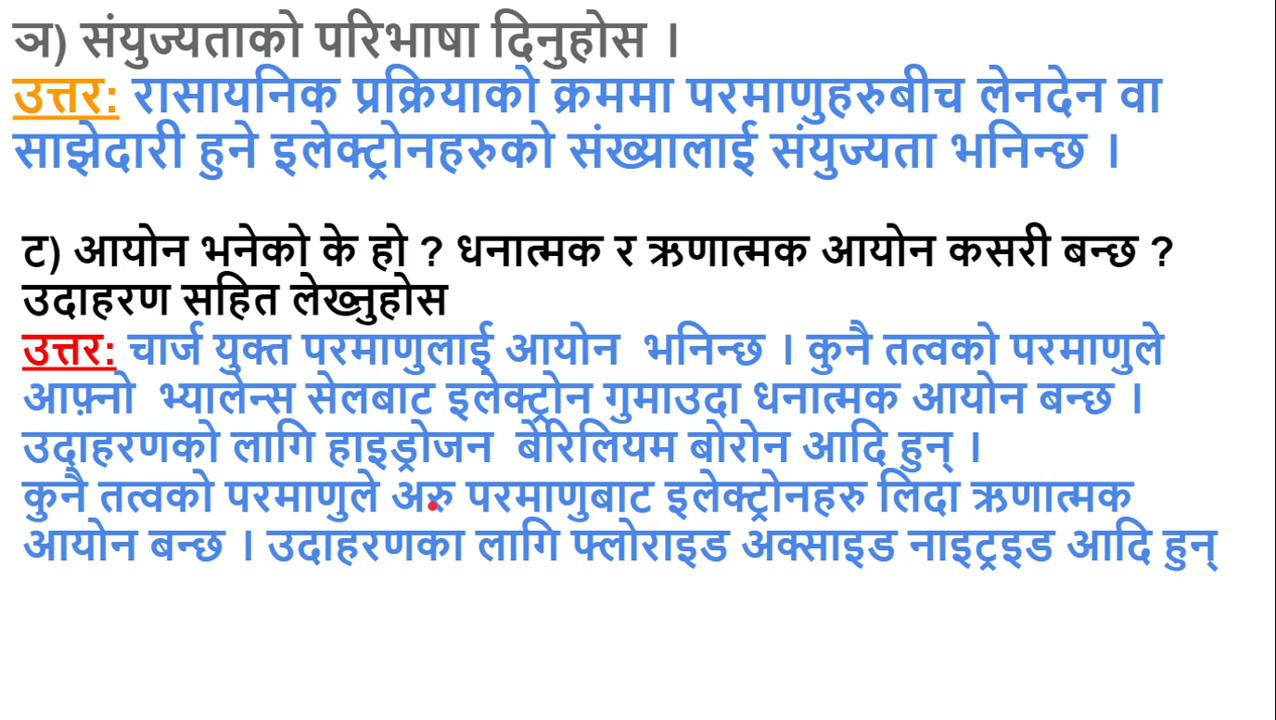 ञ) संयुज्यताको परिभाषा दिनुहोस ।
उत्तर: रासायनिक प्रक्रियाको क्रममा परमाणुहरुबीच लेनदेन वा
साझेदारी हुने इलेक्ट्रोनहरुको संख्यालाई संयुज्यता भनिन्छ ।
ट) आयोन भनेको के हो ? धनात्मक र ऋणात्मक आयोन कसरी बन्छ ?
उदाहरण सहित लेख्नुहोस
उत्तर: चार्ज युक्त परमाणुलाई आयोन भनिन्छ । कुनै तत्वको परमाणुले
आफ़्नो भ्यालेन्स सेलबाट इलेक्ट्रोन गुमाउदा धनात्मक आयोन बन्छ ।
उदाहरणको लागि हाइड्रोजन बेरिलियम बोरोन आदि हुन् ।
कुनै तत्वको परमाणुले अरु परमाणुबाट इलेक्ट्रोनहरु लिदा ऋणात्मक
आयोन बन्छ । उदाहरणका लागि फ्लोराइड अक्साइड नाइट्रइड आदि हुन्